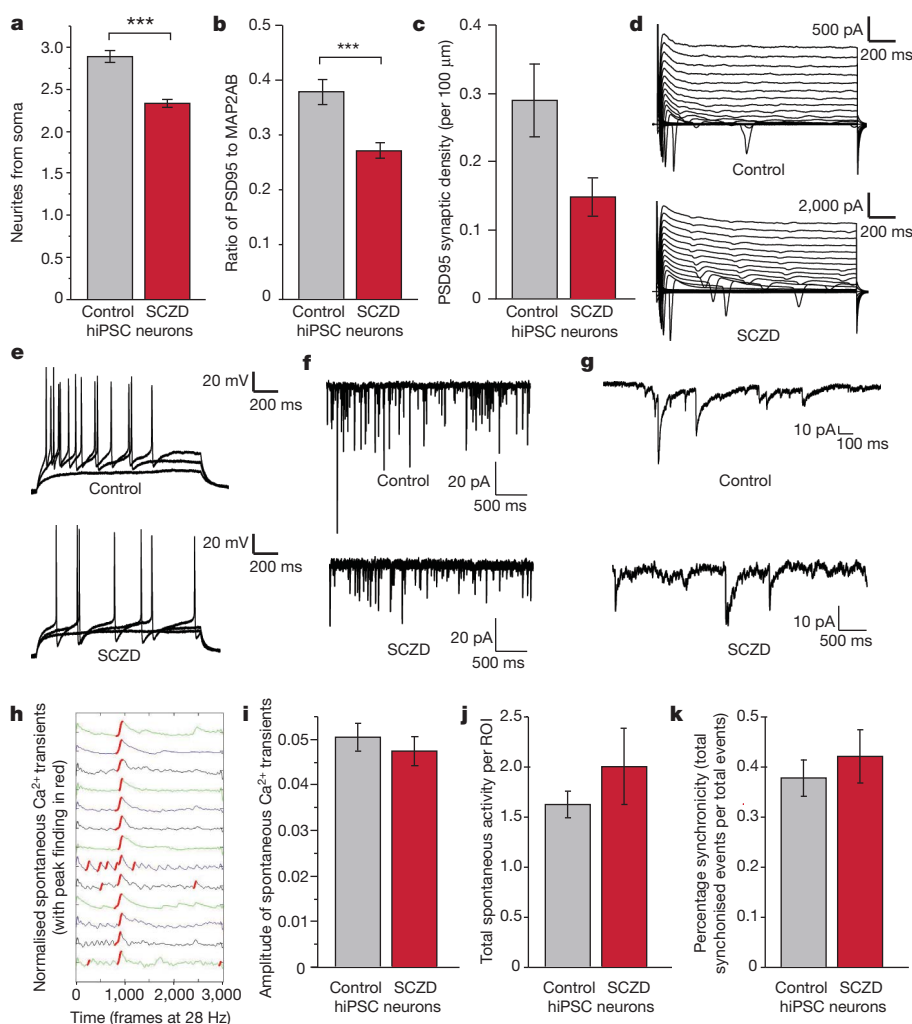 a
***
3.0
2.5
2.0
1.5
1.0
0.5
0
Neurites from soma
Control SCZD
hiPSC neurons
b
***
0.4
0.3
0.2
0.1
0
Ratio of PSD95 to MAP2AB
Control SCZD
hiPSC neurons
c
0.4
0.3
0.2
0.1
0
PSD95 synaptic density (per 100 μm)
Control SCZD
hiPSC neurons
d
500 pA
200 ms
Control
2,000 pA
200 ms
SCZD
e
20 mV
200 ms
Control
20 mV
200 ms
SCZD
f
Control
20 pA
500 ms
SCZD
20 pA
500 ms
g
10 pA
100 ms
Control
10 pA
500 ms
SCZD
h
Normalised spontaneous Ca2+ transients
(with peak finding in red)
0 1,000 2,000 3,000
Time (frames at 28 Hz)
i
0.05
0.04
0.03
0.02
0.01
0
Amplitude of spontaneous Ca2+ transients
Control SCZD
hiPSC neurons
j
2.5
2.0
1.5
1.0
0.5
0
Total spontaneous activity per ROI
Control SCZD
hiPSC neurons
k
0.5
0.4
0.3
0.4
0.1
0
Percentage synchronicity (total
synchonised events per total events)
Control SCZD
hiPSC neurons